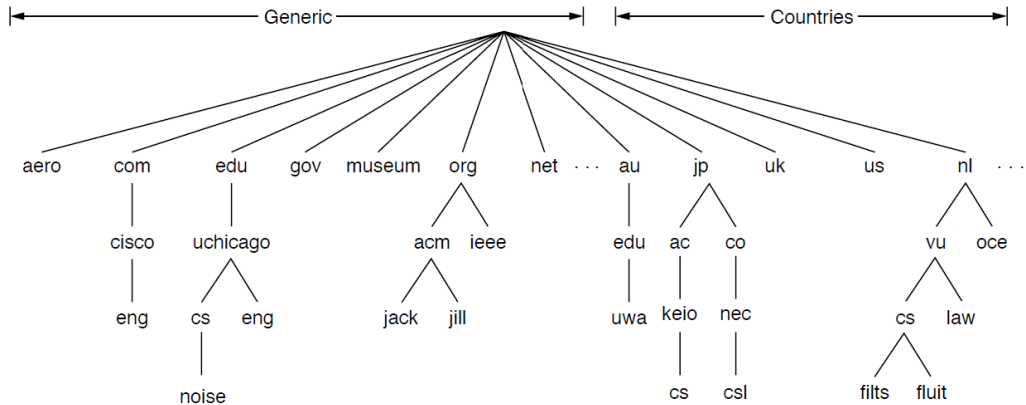 Generic Countries
aero com edu gov museum org net ... au jp uk us nl ...
cisco uchicago acm ieee edu ac co vu oce
eng cs eng jack jill uwa keio nec cs law
noise cs csl filts fluit